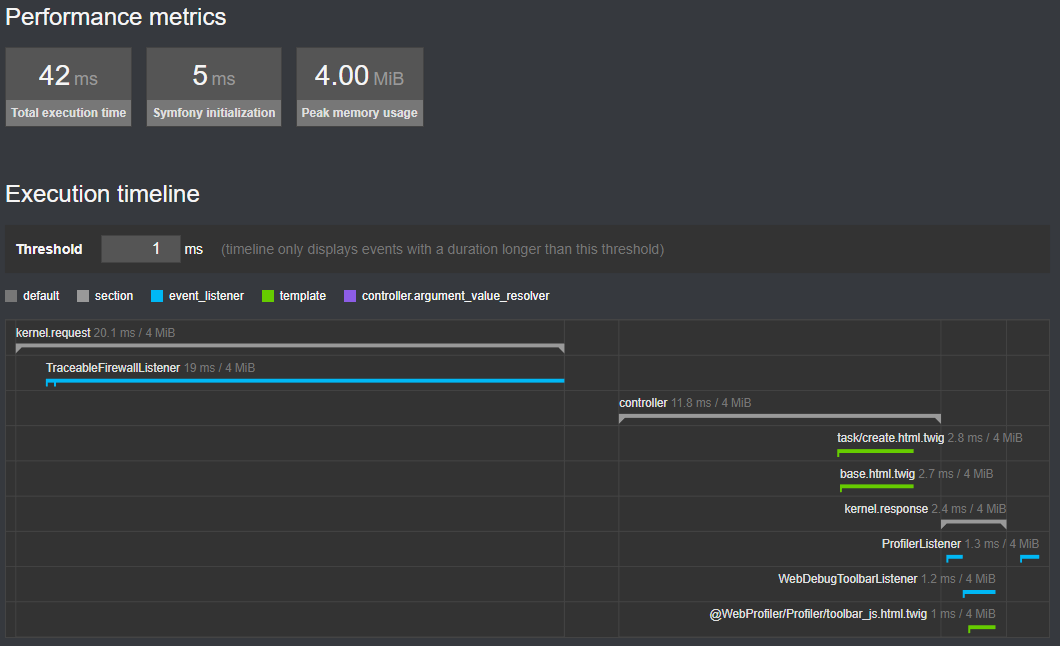 Performance metrics
42 ms
5 ms
4.00 MiB
Total execution time
Symfony initialization
Peak memory usage
Execution timeline
Threshold 1 ms (timeline only displays events with a duration longer than this threshold)
default section event_listener template controller.argument_value_resolver
kernel.request 20.1 ms / 4 MiB
TraceableFirewallListener 19 ms / 4 MiB
controller 11.8 ms / 4 MiB
task/create.html.twig 2.8 ms / 4 MiB
base.html.twig 2.7 ms / 4 MiB
kernel.response 2.4 ms / 4 MiB
ProfilerListener 1.3 ms / 4 MiB
WebDebugToolbarListener 1.2 ms / 4 MiB
@WebProfiler/Profiler/toolbar_js.html.twig 1 ms / 4 MiB